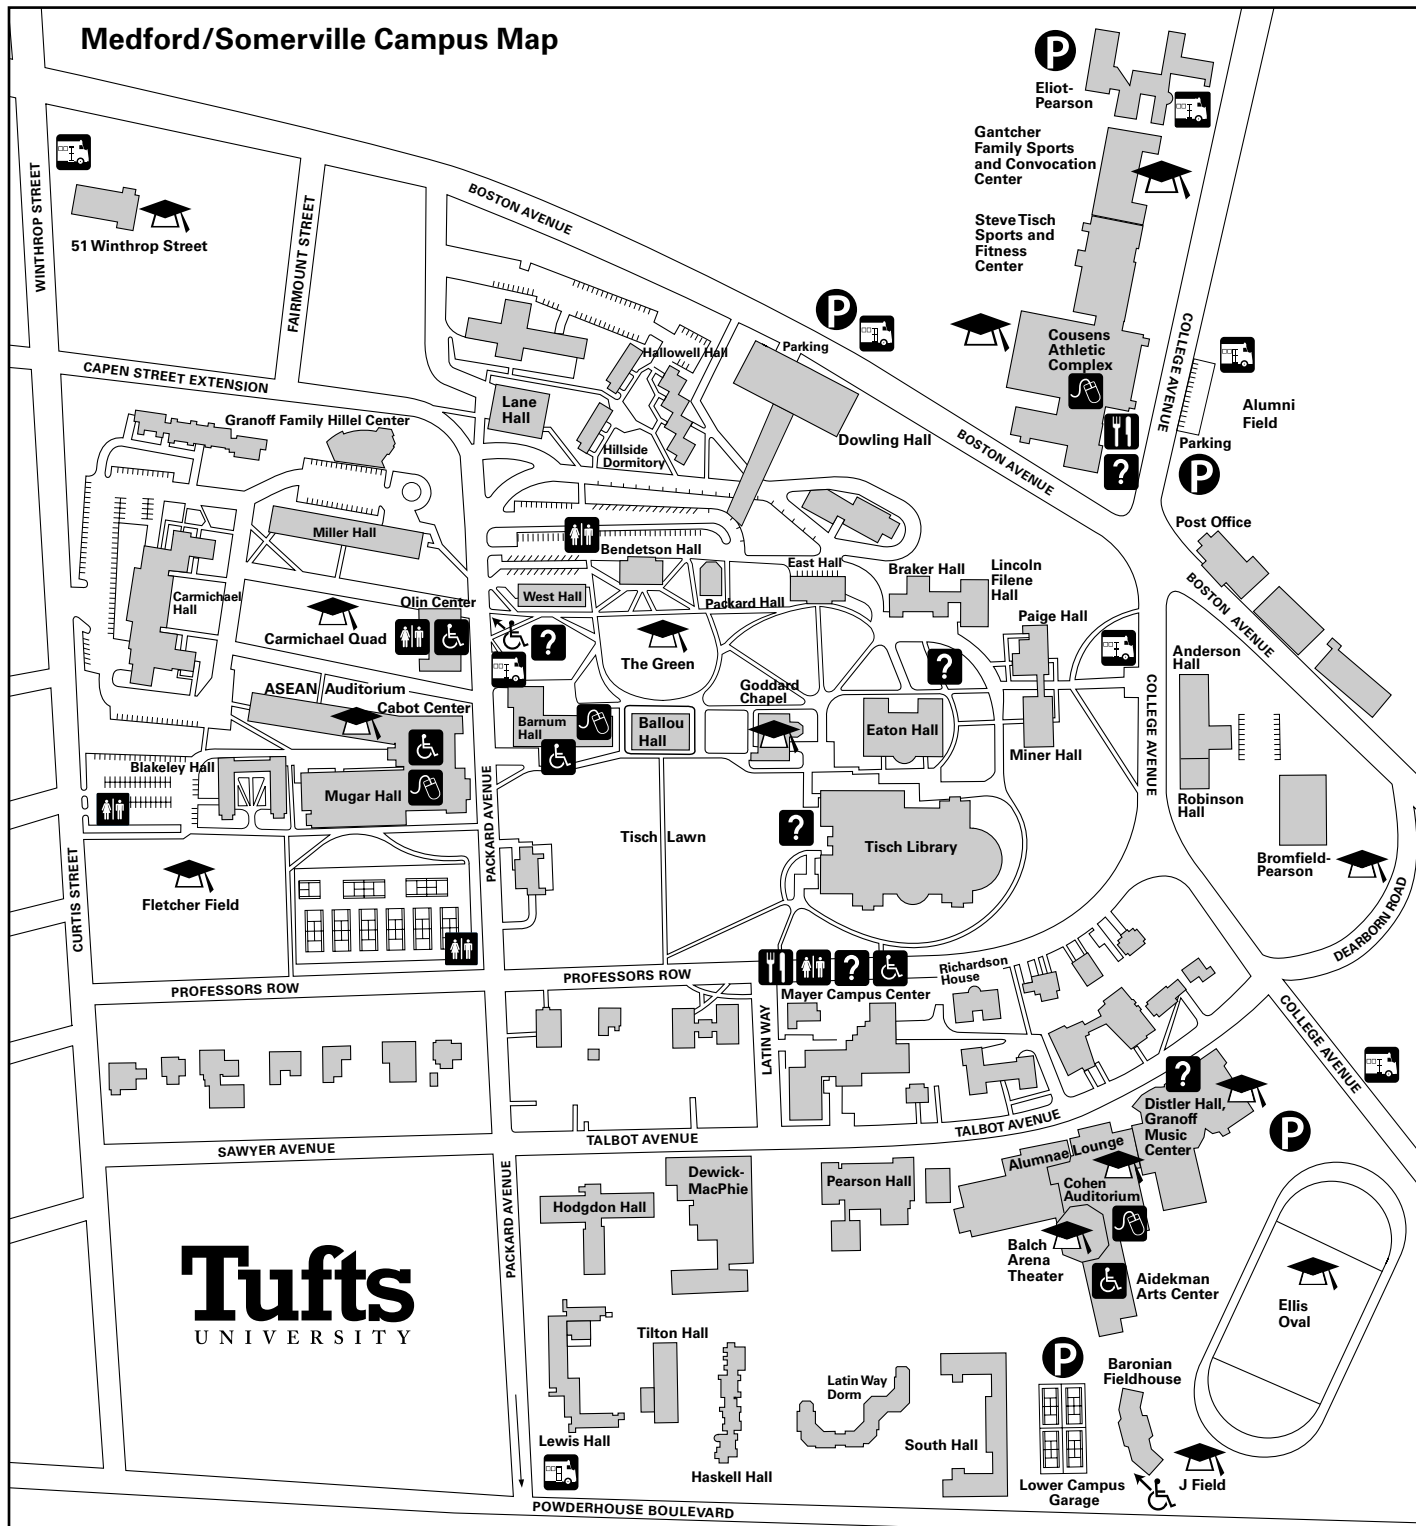 Medford/Somerville Campus Map
P
Eliot-
Pearson
Gantcher
Family Sports
and Convocation
Center
Steve Tisch
Sports and
Fitness
Center
WINTHROP STREET
51 Winthrop Street
FAIRMOUNT STREET
BOSTON AVENUE
P
Parking
Cousens
Athletic
Complex
COLLEGE AVENUE
Alumni
Field
Parking
P
?
CAPEN STREET EXTENSION
Hallowell Hall
Lane
Hall
Granoff Family Hillel Center
Hillside
Dormitory
Dowling Hall
BOSTON AVENUE
Post Office
BOSTON AVENUE
Miller Hall
Bendetson Hall
East Hall
Braker Hall
Lincoln
Filene
Hall
Carmichael
Hall
Olin Center
West Hall
Packard Hall
Paige Hall
Carmichael Quad
?
The Green
?
Anderson
Hall
ASEAN Auditorium
Cabot Center
Goddard
Chapel
COLLEGE AVENUE
Barnum
Hall
Ballou
Hall
Eaton Hall
Miner Hall
Blakeley Hall
Mugar Hall
PACKARD AVENUE
Robinson
Hall
Tisch Lawn
?
Tisch Library
Bromfield-
Pearson
CURTIS STREET
Fletcher Field
DEARBORN ROAD
PROFESSORS ROW
PROFESSORS ROW
?
Mayer Campus Center
Richardson
House
LATIN WAY
COLLEGE AVENUE
?
Distler Hall,
Granoff
Music
Center
P
SAWYER AVENUE
TALBOT AVENUE
TALBOT AVENUE
Alumnae Lounge
Cohen
Auditorium
PACKARD AVENUE
Dewick-
MacPhie
Hodgdon Hall
Pearson Hall
Balch
Arena
Theater
Aidekman
Arts Center
Ellis
Oval
Tufts
UNIVERSITY
Tilton Hall
P
Baronian
Fieldhouse
Latin Way
Dorm
Lewis Hall
South Hall
Haskell Hall
Lower Campus
Garage
J Field
POWDERHOUSE BOULEVARD